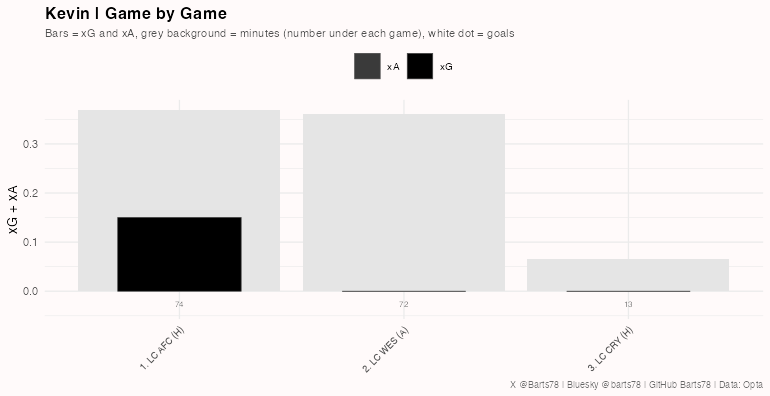 Kevin | Game by Game
Bars = xG and xA, grey background = minutes (number under each game), white dot = goals
xA xG
xG + xA
0.3
0.2
0.1
0.0
74 72 13
1. LC AFC (H) 2. LC WES (A) 3. LC CRY (H)
X @Barts78 | Bluesky @barts78 | GitHub Barts78 | Data: Opta